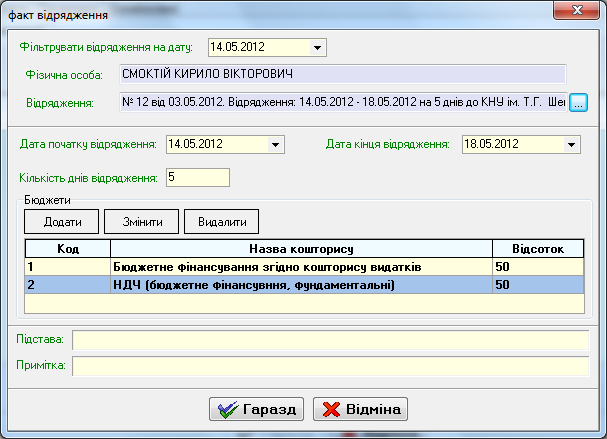 факт відрядження
Фільтрувати відрядження на дату: 14.05.2012
Фізична особа: СМОКТІЙ КИРИЛО ВІКТОРОВИЧ
Відрядження: № 12 від 03.05.2012. Відрядження: 14.05.2012 - 18.05.2012 на 5 днів до КНУ ім. Т.Г. Ше ...
Дата початку відрядження: 14.05.2012 Дата кінця відрядження: 18.05.2012
Кількість днів відрядження: 5
Бюджети
Додати Змінити Видалити
Код Назва кошторису Відсоток
1 Бюджетне фінансування згідно кошторису видатків 50
2 НДЧ (бюджетне фінансувння, фундаментальні) 50
Підстава:
Примітка:
Гаразд Відміна